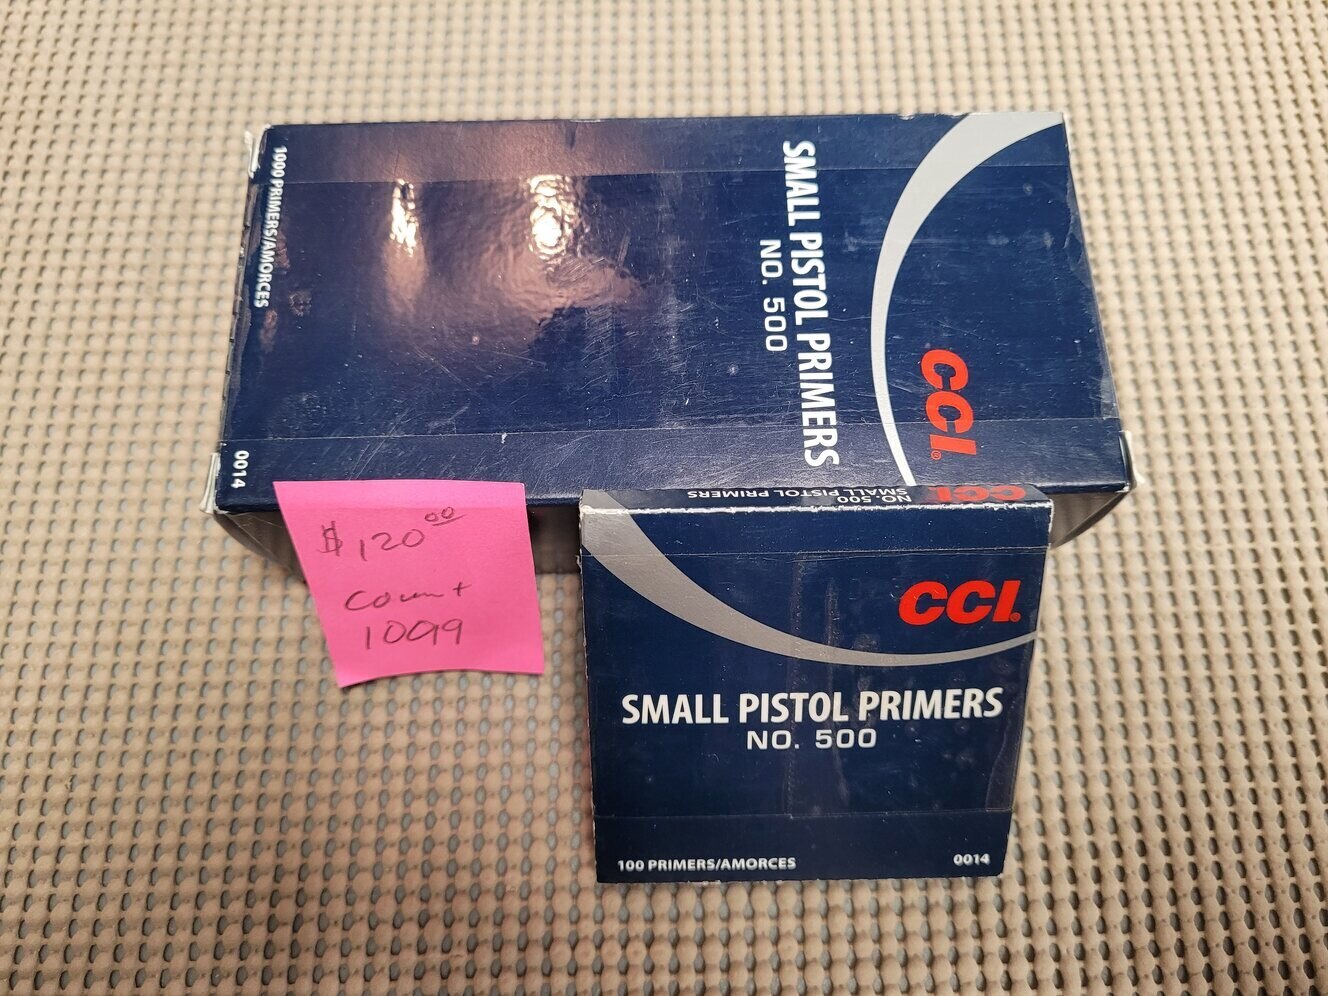 1000 PRIMERS/AMORCES
0014
SMALL PISTOL PRIMERS
NO. 500
CCI®
$120.00
Count
1099
CCI
SMALL PISTOL PRIMERS
NO. 500
CCI®
SMALL PISTOL PRIMERS
NO. 500
100 PRIMERS/AMORCES
0014